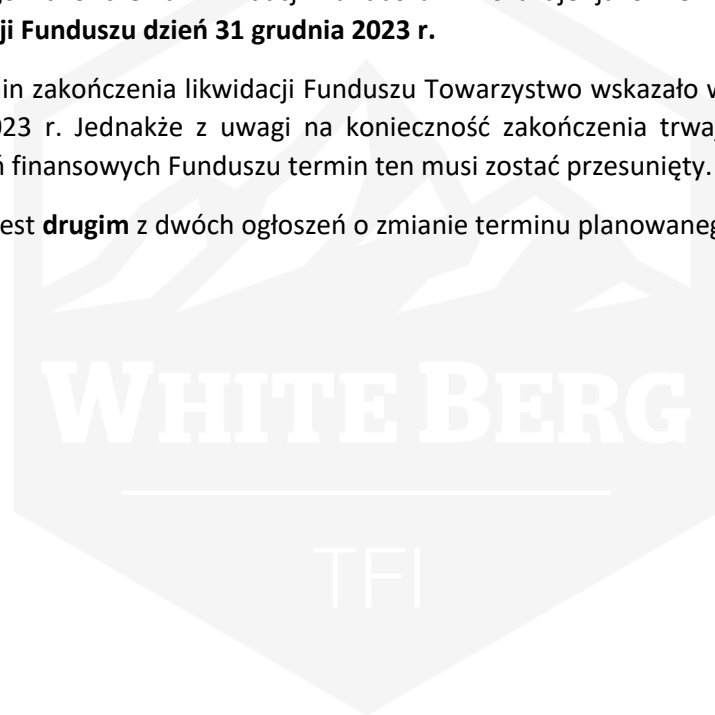 ji Funduszu dzień 31 grudnia 2023 r.
in zakończenia likwidacji Funduszu Towarzystwo wskazało w
023 r. Jednakże z uwagi na konieczność zakończenia trwa
ń finansowych Funduszu termin ten musi zostać przesunięty.
est drugim z dwóch ogłoszeń o zmianie terminu planowaneg
WHITE BERG
TFI